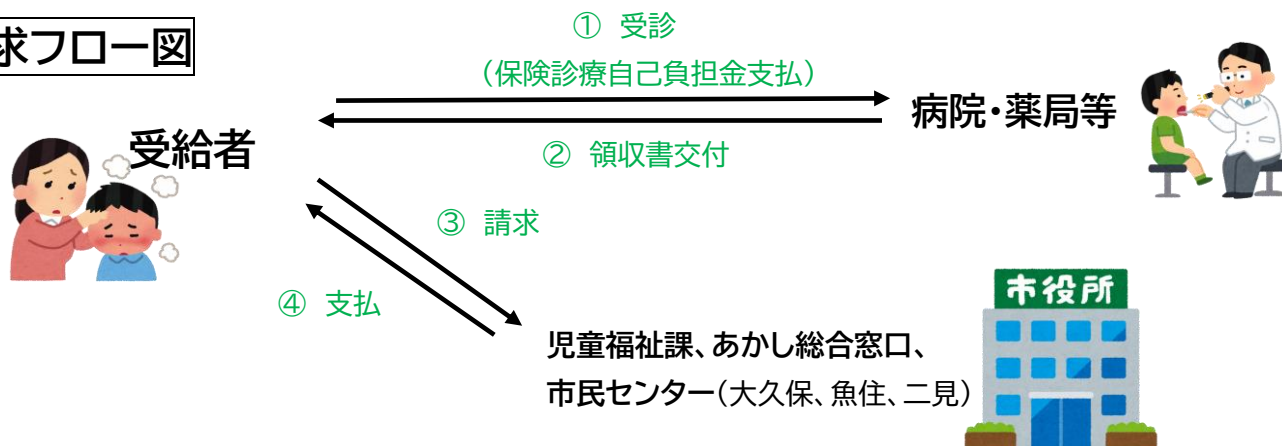 求フロー図
① 受診
（保険診療自己負担金支払）
病院・薬局等
受給者
② 領収書交付
③ 請求
④ 支払
市役所
児童福祉課、あかし総合窓口、
市民センター（大久保、魚住、二見）